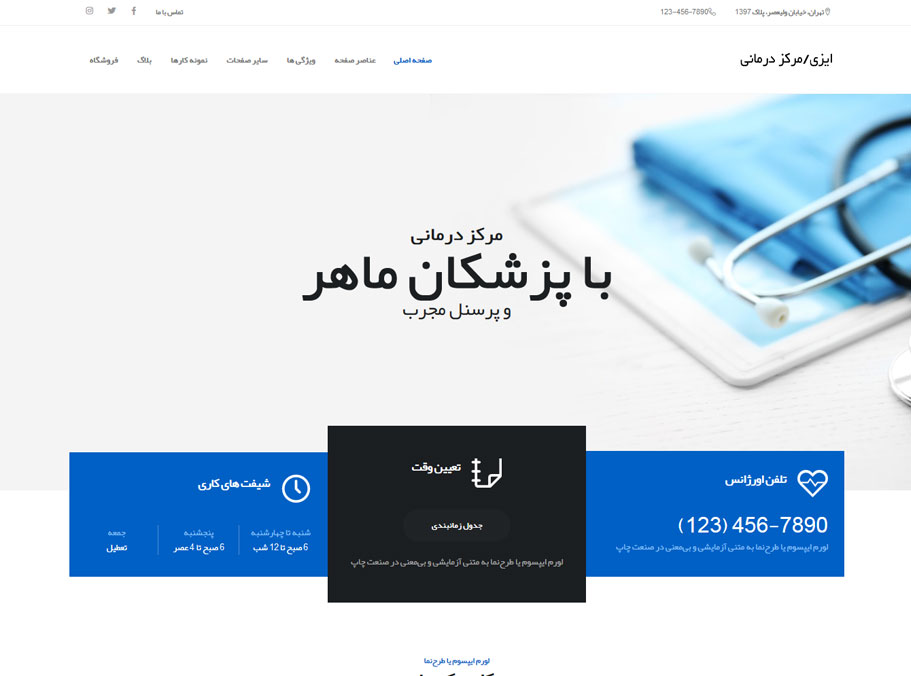 تهران، خیابان ولیعصر، پلاک 1397
123-456-7890
تماس با ما
ایزی/مرکز درمانی
صفحه اصلی
عناصر صفحه
ویژگی ها
سایر صفحات
نمونه کارها
بلاگ
فروشگاه
مرکز درمانی
با پزشکان ماهر
و پرسنل مجرب
تلفن اورژانس
(123) 456-7890
لورم ایپسوم یا طرح‌نما به متنی آزمایشی و بی‌معنی در صنعت چاپ
تعیین وقت
جدول زمانبندی
لورم ایپسوم یا طرح‌نما به متنی آزمایشی و بی‌معنی در صنعت چاپ
شیفت های کاری
شنبه تا چهارشنبه
6 صبح تا 12 شب
پنجشنبه
6 صبح تا 4 عصر
جمعه
تعطیل
لورم ایپسوم یا طرح‌نما